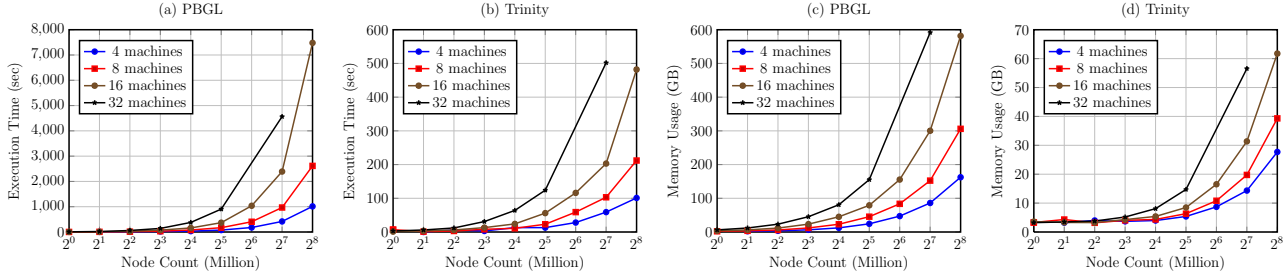 (a) PBGL
Execution Time (sec)
8,000
7,000
6,000
5,000
4,000
3,000
2,000
1,000
0
4 machines
8 machines
16 machines
32 machines
2^0 2^1 2^2 2^3 2^4 2^5 2^6 2^7 2^8
Node Count (Million)
(b) Trinity
Execution Time (sec)
600
500
400
300
200
100
0
4 machines
8 machines
16 machines
32 machines
2^0 2^1 2^2 2^3 2^4 2^5 2^6 2^7 2^8
Node Count (Million)
(c) PBGL
Memory Usage (GB)
600
500
400
300
200
100
0
4 machines
8 machines
16 machines
32 machines
2^0 2^1 2^2 2^3 2^4 2^5 2^6 2^7 2^8
Node Count (Million)
(d) Trinity
Memory Usage (GB)
70
60
50
40
30
20
10
0
4 machines
8 machines
16 machines
32 machines
2^0 2^1 2^2 2^3 2^4 2^5 2^6 2^7 2^8
Node Count (Million)